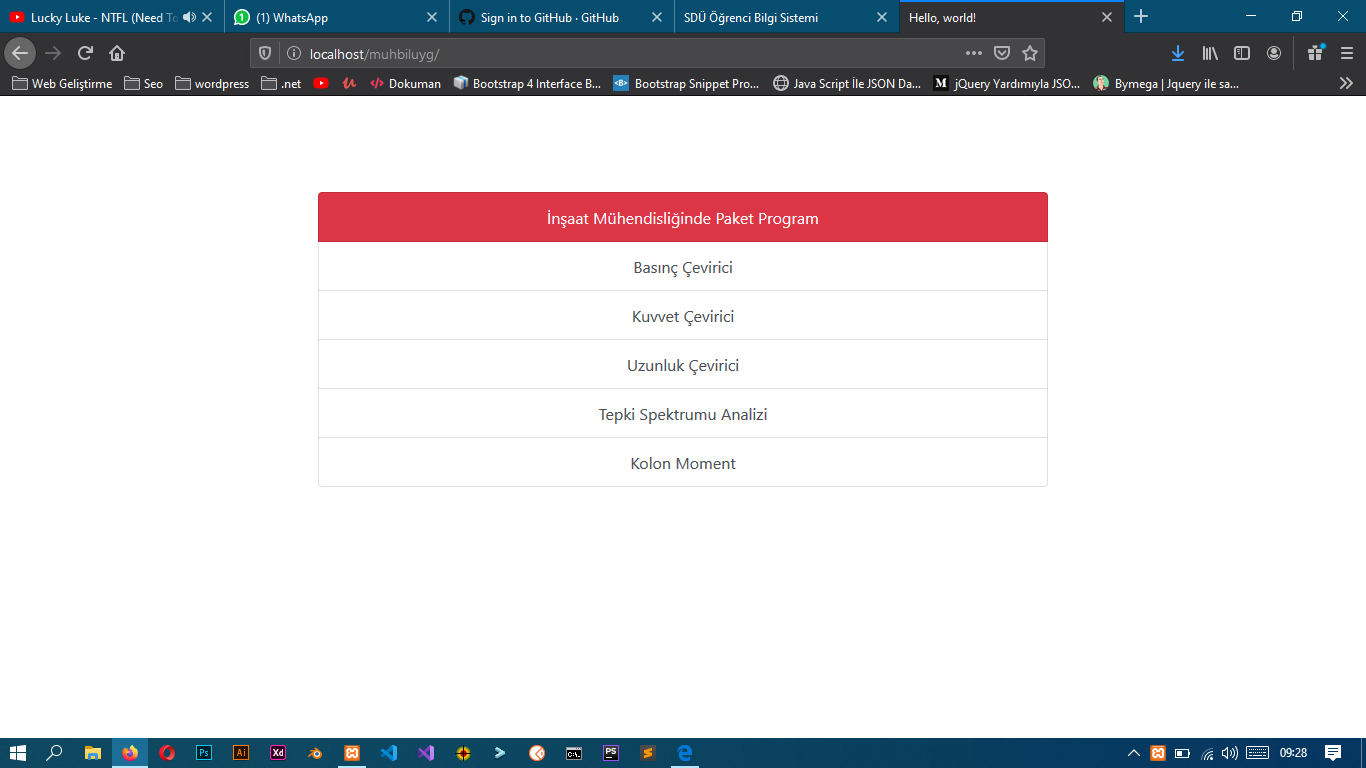 Lucky Luke - NTFL (Need To
(1) WhatsApp
Sign in to GitHub · GitHub
SDÜ Öğrenci Bilgi Sistemi
Hello, world!
localhost/muhbiluyg/
Web Geliştirme
Seo
wordpress
.net
Dokuman
Bootstrap 4 Interface B...
Bootstrap Snippet Pro...
Java Script İle JSON Da...
jQuery Yardımıyla JSO...
Bymega | Jquery ile sa...
İnşaat Mühendisliğinde Paket Program
Basınç Çevirici
Kuvvet Çevirici
Uzunluk Çevirici
Tepki Spektrumu Analizi
Kolon Moment
09:28